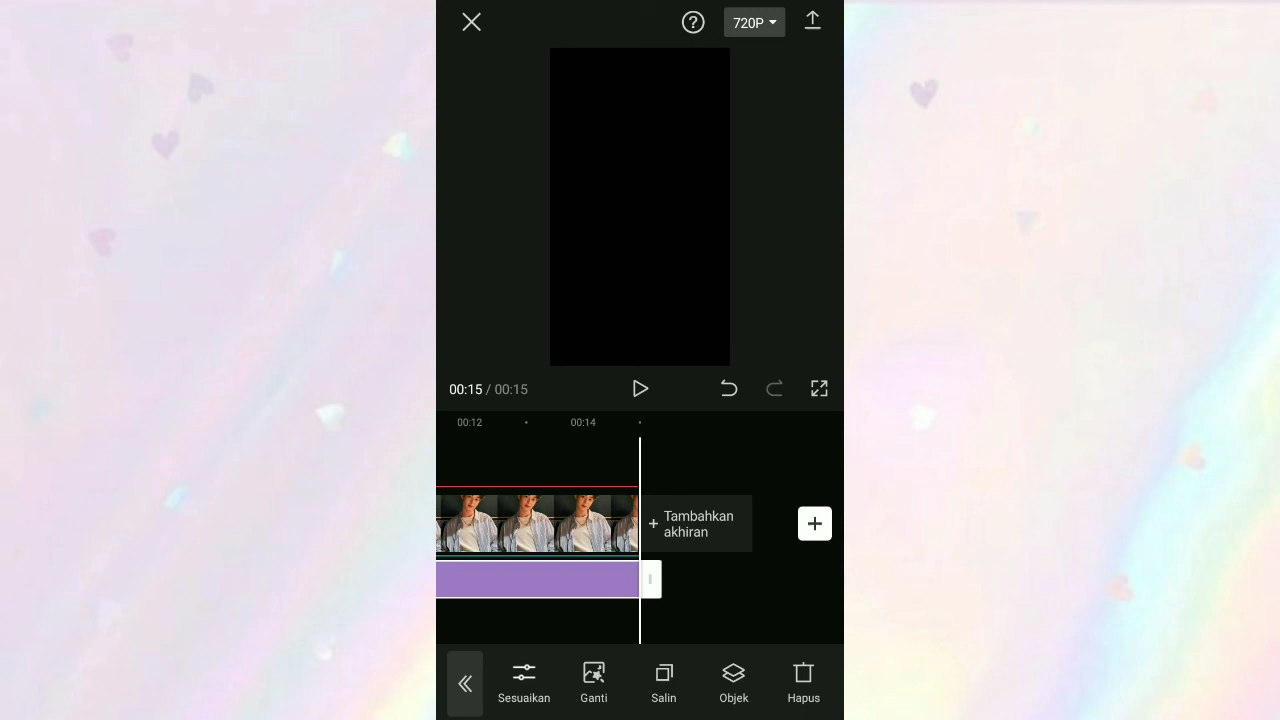 720P
00:15 / 00:15
00:12
00:14
+ Tambahkan
akhiran
Sesuaikan
Ganti
Salin
Objek
Hapus